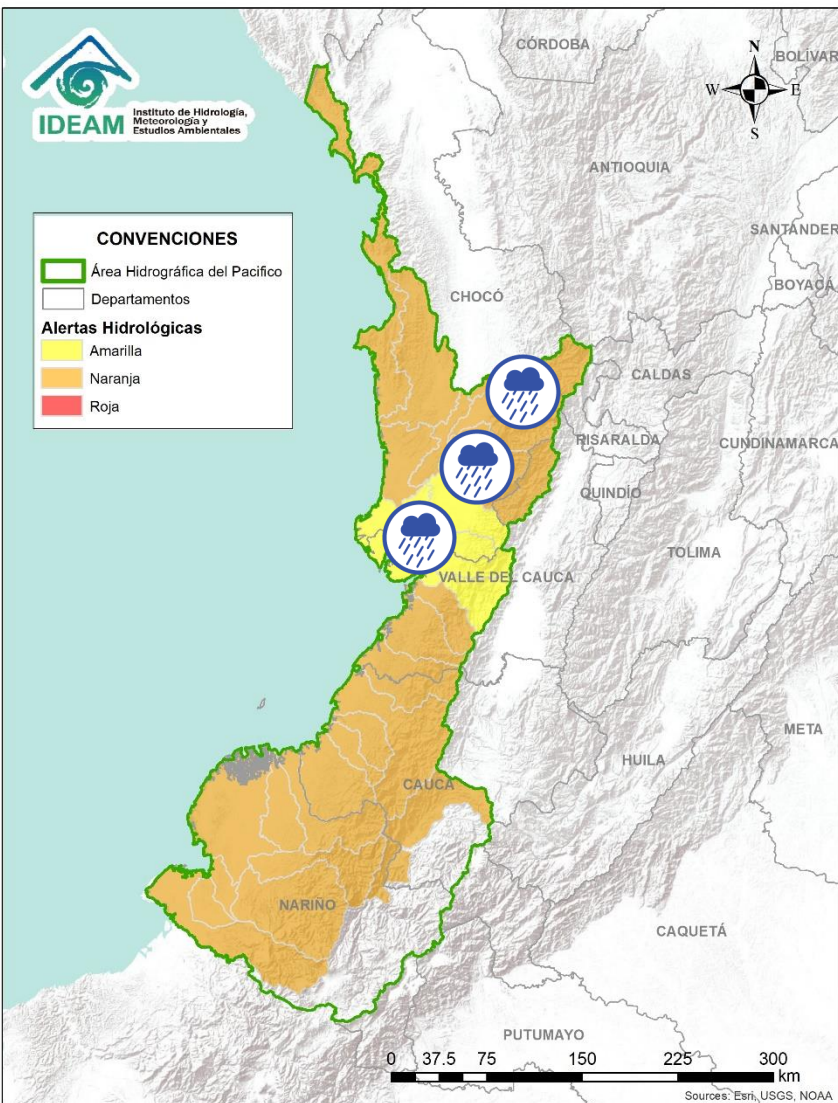 IDEAM
Instituto de Hidrología,
Meteorología y
Estudios Ambientales
CONVENCIONES
Área Hidrográfica del Pacifico
Departamentos
Alertas Hidrológicas
Amarilla
Naranja
Roja
N
W
E
S
CÓRDOBA
BOLÍVAR
ANTIOQUIA
SANTANDER
BOYACÁ
CHOCÓ
CALDAS
RISARALDA
CUNDINAMARCA
QUINDÍO
TOLIMA
VALLE DEL CAUCA
META
HUILA
CAUCA
NARIÑO
CAQUETÁ
PUTUMAYO
0 37.5 75 150 225 300
km
Sources: Esri, USGS, NOAA